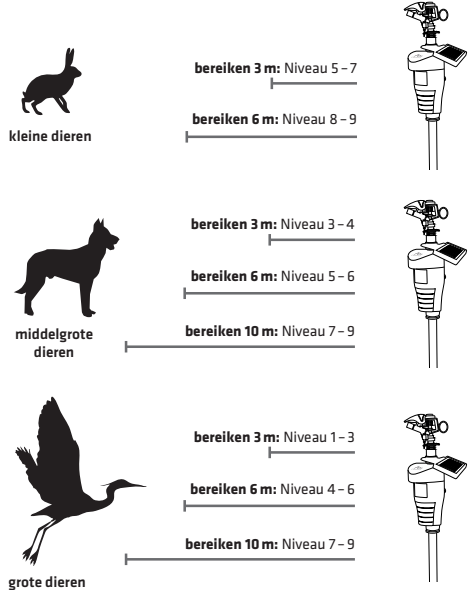 bereiken 3 m: Niveau 5 – 7
bereiken 6 m: Niveau 8 – 9
kleine dieren
bereiken 3 m: Niveau 3 – 4
bereiken 6 m: Niveau 5 – 6
bereiken 10 m: Niveau 7 – 9
middelgrote
dieren
bereiken 3 m: Niveau 1 – 3
bereiken 6 m: Niveau 4 – 6
bereiken 10 m: Niveau 7 – 9
grote dieren